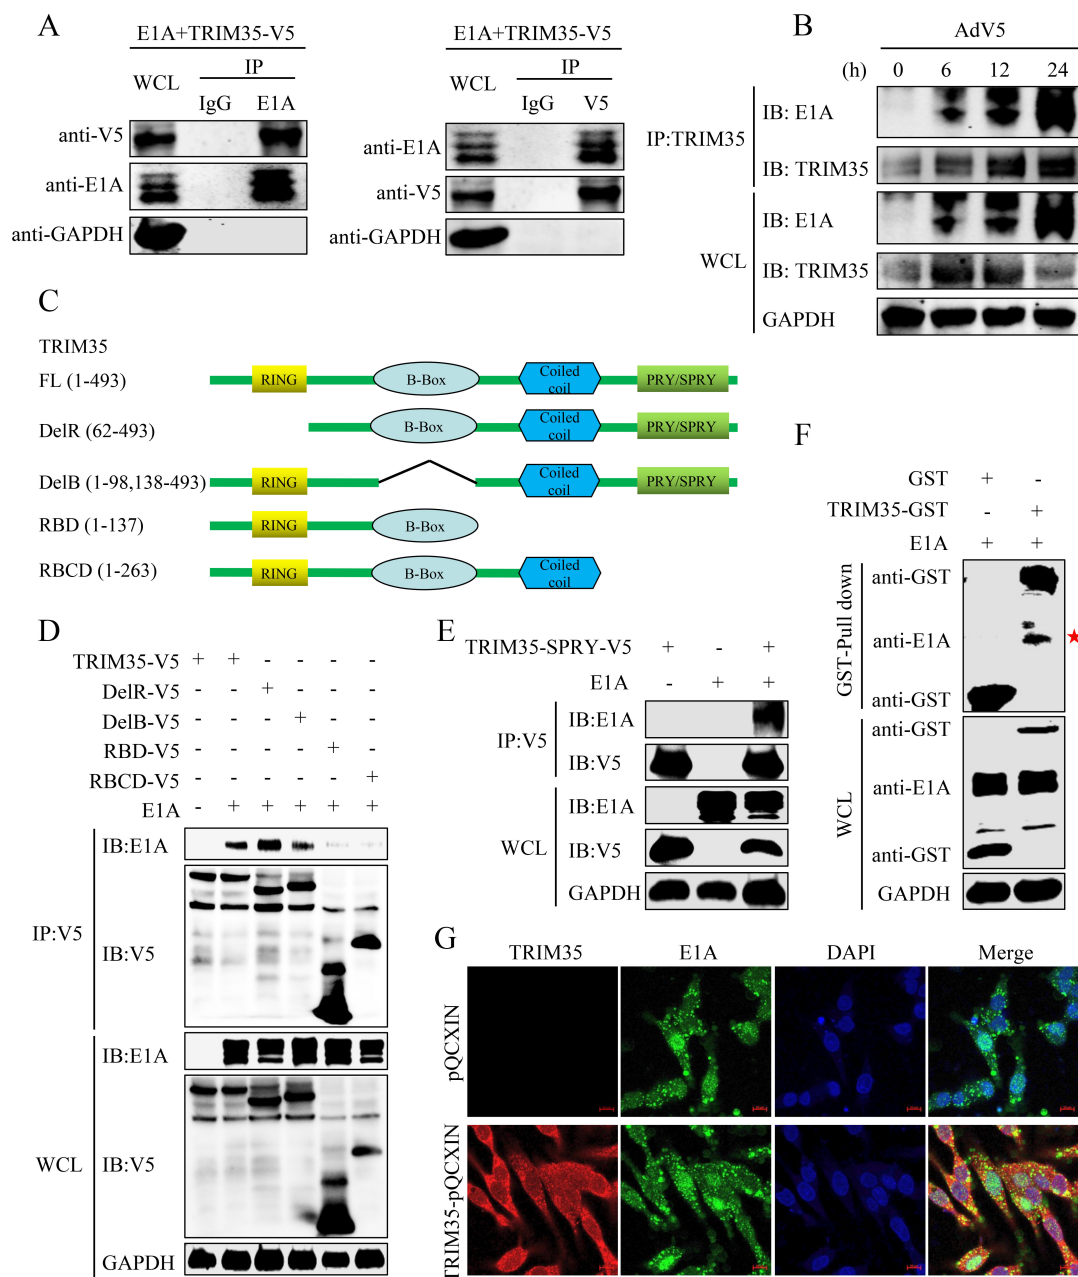 A
E1A+TRIM35-V5
WCL
IP
IgG E1A
anti-V5
anti-E1A
anti-GAPDH
E1A+TRIM35-V5
WCL
IP
IgG V5
anti-E1A
anti-V5
anti-GAPDH
B
AdV5
(h) 0 6 12 24
IP:TRIM35
IB: E1A
IB: TRIM35
WCL
IB: E1A
IB: TRIM35
GAPDH
C
TRIM35
FL (1-493)
RING B-Box Coiled coil PRY/SPRY
DelR (62-493)
B-Box Coiled coil PRY/SPRY
DelB (1-98,138-493)
RING Coiled coil PRY/SPRY
RBD (1-137)
RING B-Box
RBCD (1-263)
RING B-Box Coiled coil
D
TRIM35-V5 + + - - - -
DelR-V5 - - + - - -
DelB-V5 - - - + - -
RBD-V5 - - - - + -
RBCD-V5 - - - - - +
E1A - + + + + +
IP:V5
IB:E1A
IB:V5
WCL
IB:E1A
IB:V5
GAPDH
E
TRIM35-SPRY-V5 + - +
E1A - + +
IP:V5
IB:E1A
IB:V5
WCL
IB:E1A
IB:V5
GAPDH
F
GST + -
TRIM35-GST - +
E1A + +
GST-Pull down
anti-GST
anti-E1A
anti-GST
WCL
anti-GST
anti-E1A
anti-GST
GAPDH
G
TRIM35 E1A DAPI Merge
pQCXIN
TRIM35-pQCXIN